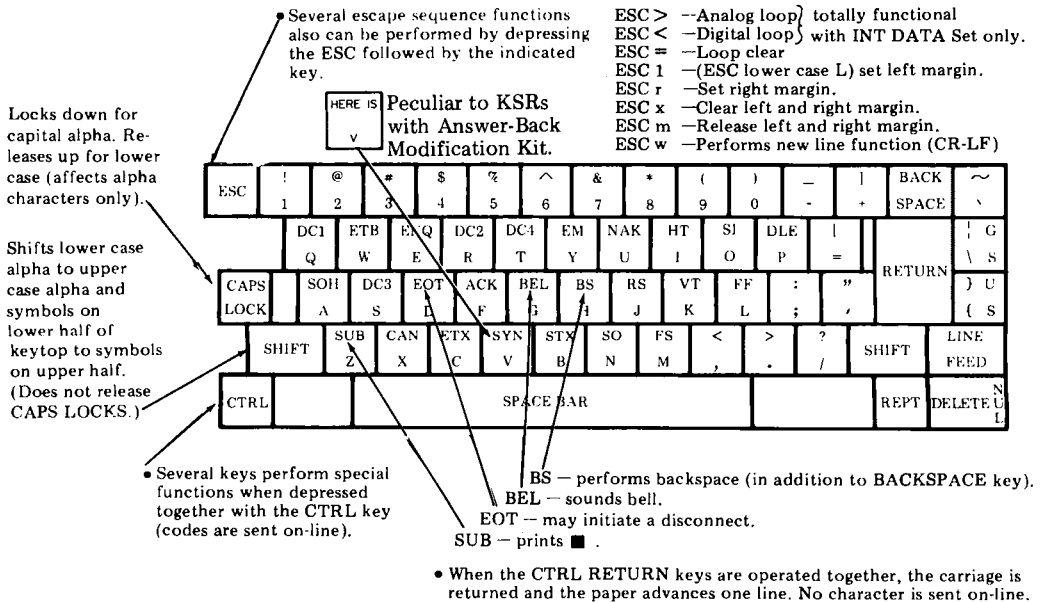 • Several escape sequence functions
also can be performed by depressing
the ESC followed by the indicated
key.
ESC > --Analog loop} totally functional
ESC < —Digital loop} with INT DATA Set only.
ESC = —Loop clear
ESC 1 —(ESC lower case L) set left margin.
ESC r —Set right margin.
ESC x —Clear left and right margin.
ESC m —Release left and right margin.
ESC w —Performs new line function (CR-LF)
HERE IS
v
Peculiar to KSRs
with Answer-Back
Modification Kit.
Locks down for
capital alpha. Re-
leases up for lower
case (affects alpha
characters only).
Shifts lower case
alpha to upper
case alpha and
symbols on
lower half of
keytop to symbols
on upper half.
(Does not release
CAPS LOCKS.)
ESC ! @ # $ % ^ & * ( ) _ ] BACK ~
1 2 3 4 5 6 7 8 9 0 - + SPACE `
DC1 ETB ENQ DC2 DC4 EM NAK HT SI DLE [ ¦ G
Q W E R T Y U I O P = RETURN \ S
CAPS SOH DC3 EOT ACK BEL BS RS VT FF : " } U
LOCK A S D F G H J K L ; ' { S
SHIFT SUB CAN ETX SYN STX SO FS < > ? SHIFT LINE
Z X C V B N M , . / FEED
CTRL SPACE BAR REPT DELETE NUL
• Several keys perform special
functions when depressed
together with the CTRL key
(codes are sent on-line).
BS — performs backspace (in addition to BACKSPACE key).
BEL — sounds bell.
EOT — may initiate a disconnect.
SUB — prints ■ .
• When the CTRL RETURN keys are operated together, the carriage is
returned and the paper advances one line. No character is sent on-line.